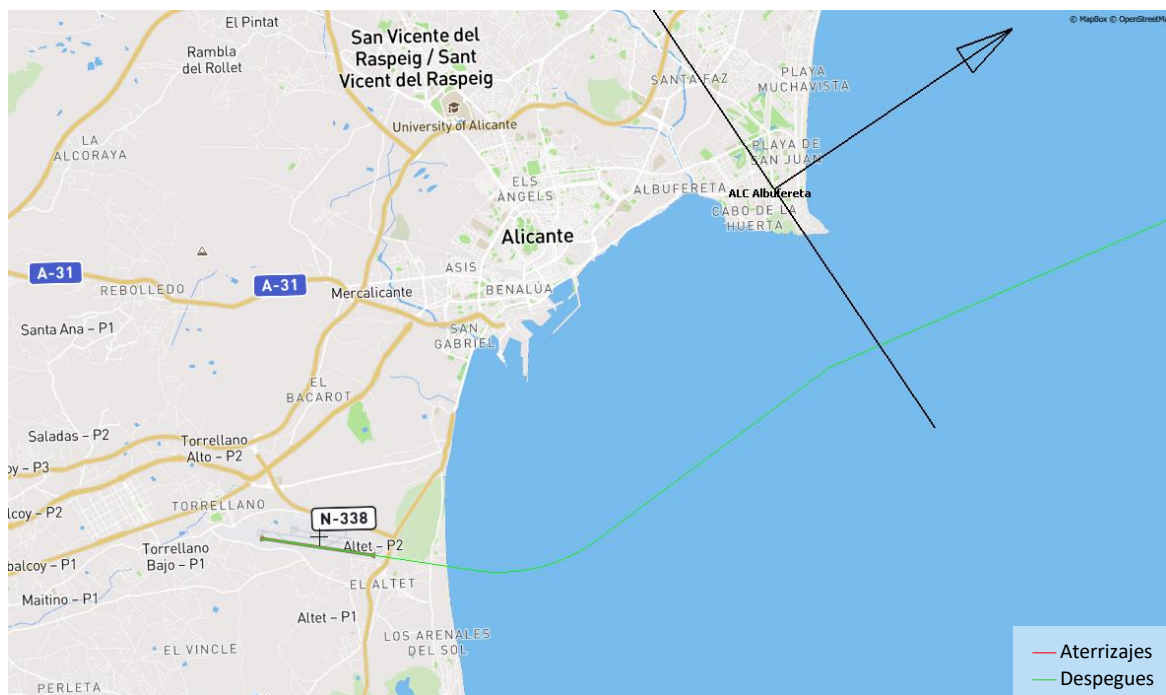 © MapBox © OpenStreetMa
El Pintat
San Vicente del
Raspeig / Sant
Vicent del Raspeig
Rambla
del Rollet
SANTA FAZ
PLAYA
MUCHAVISTA
University of Alicante
LA
ALCORAYA
PLAYA DE
SAN JUAN
ELS
ÀNGELS
ALBUFERETA
ALC Albufereta
CABO DE LA
HUERTA
Alicante
ASIS
A-31
A-31
REBOLLEDO
Mercalicante
BENALÚA
Santa Ana – P1
SAN
GABRIEL
EL
BACAROT
Saladas – P2
Torrellano
Alto – P2
oy – P3
TORRELLANO
lcoy – P2
N-338
Torrellano
Bajo – P1
Altet – P2
balcoy – P1
EL ALTET
Maitino – P1
Altet – P1
EL VINCLE
LOS ARENALES
DEL SOL
PERLETA
Aterrizajes
Despegues